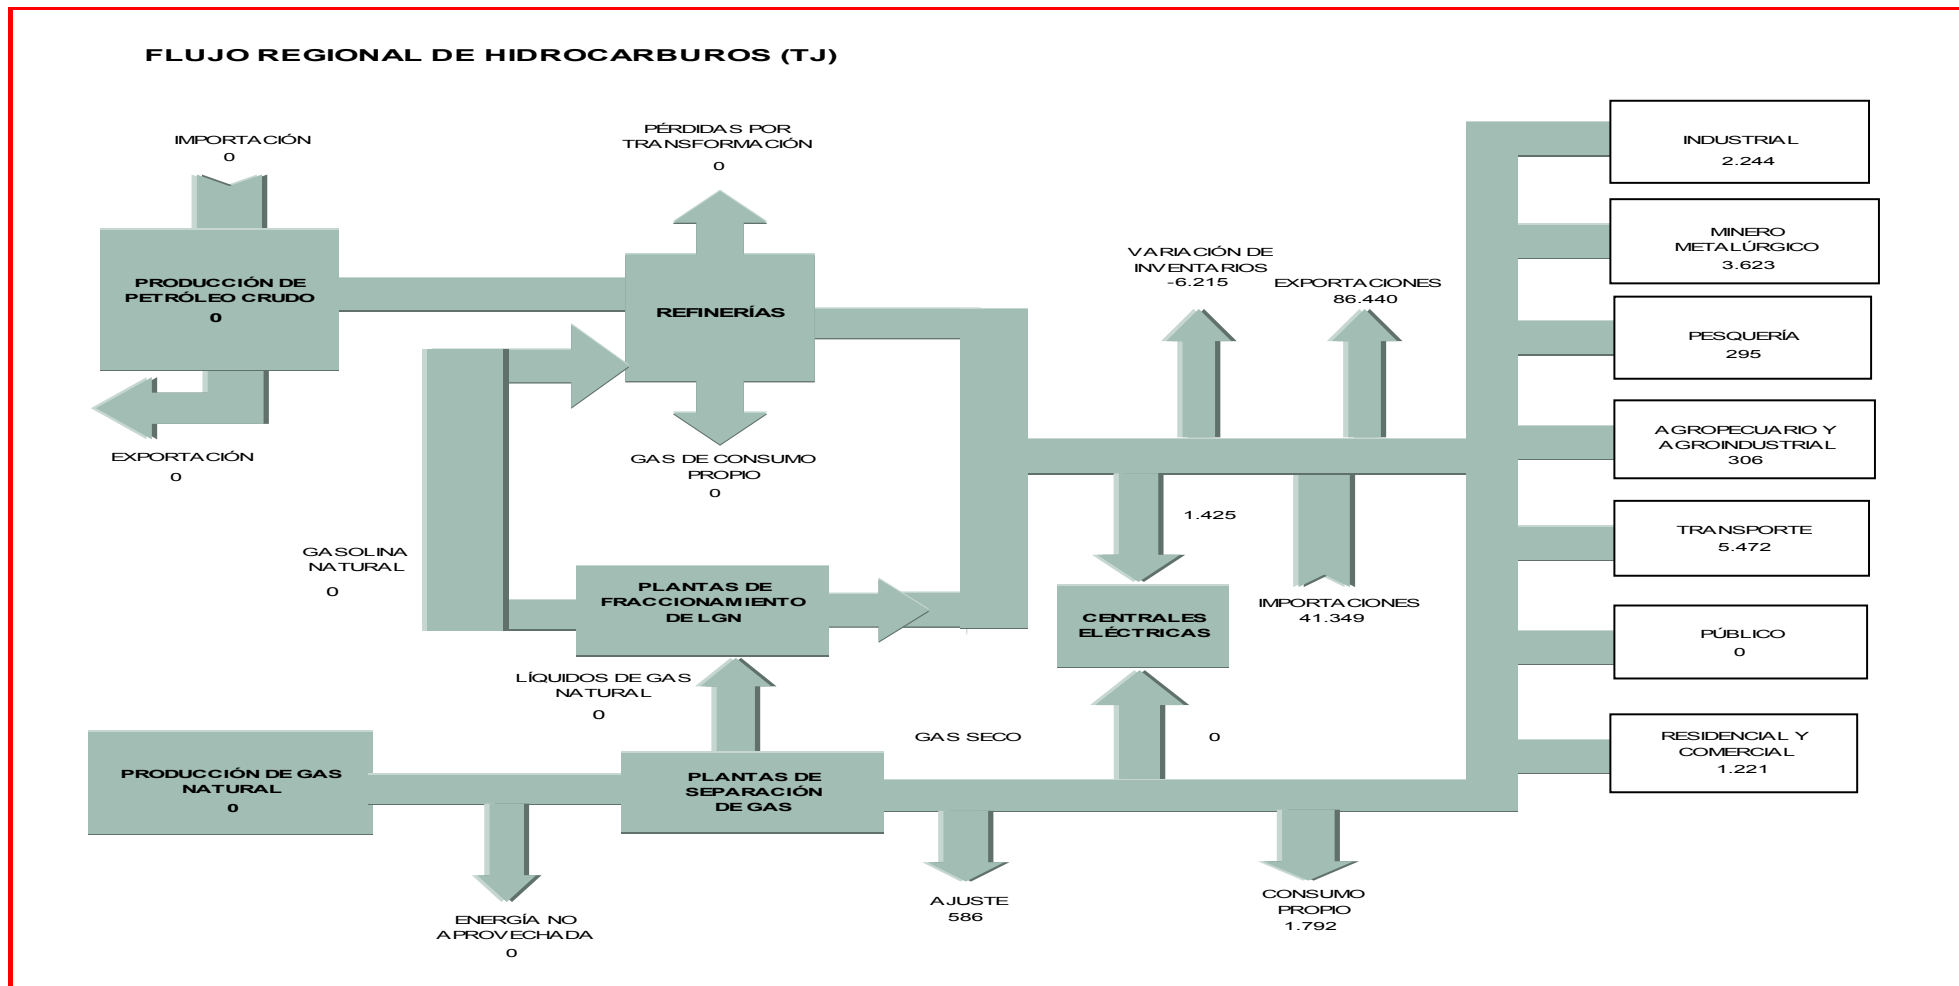 FLUJO REGIONAL DE HIDROCARBUROS (TJ)
IMPORTACIÓN
0
PRODUCCIÓN DE
PETRÓLEO CRUDO
0
EXPORTACIÓN
0
PÉRDIDAS POR
TRANSFORMACIÓN
0
REFINERÍAS
GAS DE CONSUMO
PROPIO
0
GASOLINA
NATURAL
0
PLANTAS DE
FRACCIONAMIENTO
DE LGN
LÍQUIDOS DE GAS
NATURAL
0
PRODUCCIÓN DE GAS
NATURAL
0
ENERGÍA NO
APROVECHADA
0
PLANTAS DE
SEPARACIÓN
DE GAS
GAS SECO
AJUSTE
586
VARIACIÓN DE
INVENTARIOS
-6.215
EXPORTACIONES
86.440
1.425
CENTRALES
ELÉCTRICAS
IMPORTACIONES
41.349
0
CONSUMO
PROPIO
1.792
INDUSTRIAL
2.244
MINERO
METALÚRGICO
3.623
PESQUERÍA
295
AGROPECUARIO Y
AGROINDUSTRIAL
306
TRANSPORTE
5.472
PÚBLICO
0
RESIDENCIAL Y
COMERCIAL
1.221